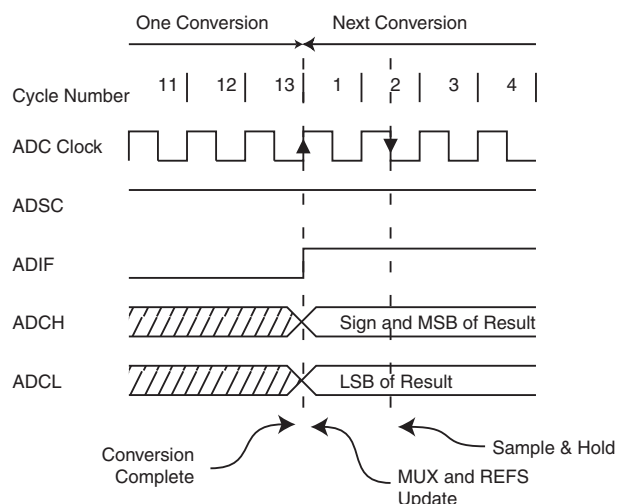 One Conversion
Next Conversion
Cycle Number
11
12
13
1
2
3
4
ADC Clock
ADSC
ADIF
ADCH
Sign and MSB of Result
ADCL
LSB of Result
Conversion
Complete
MUX and REFS
Update
Sample & Hold